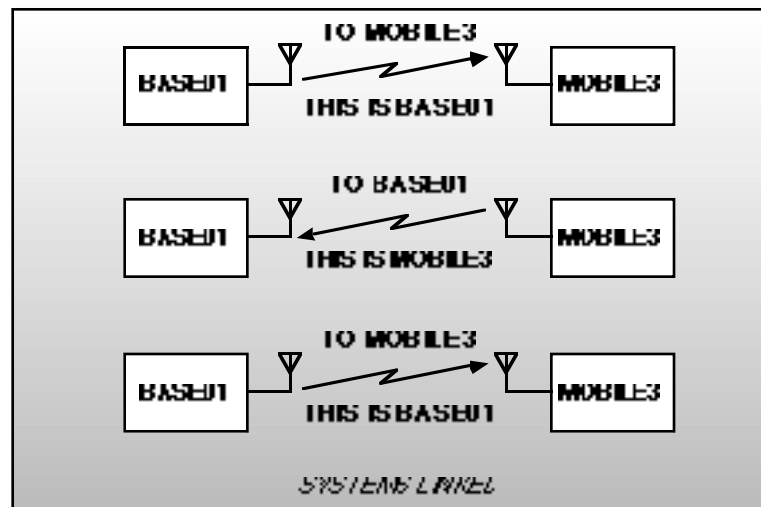 TO MOBILE3
BASE01 MOBILE3
THIS IS BASE01
TO BASE01
BASE01 MOBILE3
THIS IS MOBILE3
TO MOBILE3
BASE01 MOBILE3
THIS IS BASE01
SYSTEMS LINKED